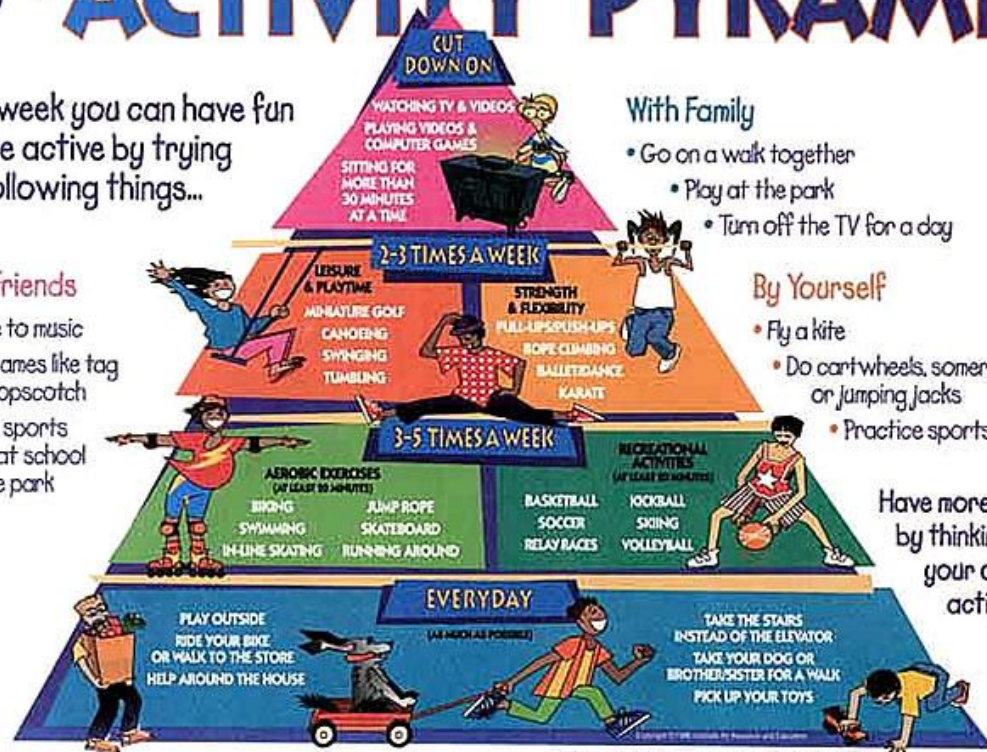 ACTIVITY PYRAMI
week you can have fun
e active by trying
ollowing things...
riends
e to music
ames like tag
opscotch
sports
at school
e park
CUT
DOWN ON
WATCHING TV & VIDEOS
PLAYING VIDEOS &
COMPUTER GAMES
SITTING FOR
MORE THAN
30 MINUTES
AT A TIME
With Family
• Go on a walk together
• Play at the park
• Turn off the TV for a day
By Yourself
• Fly a kite
• Do cartwheels, somer
or jumping jacks
• Practice sports
Have more
by thinki
your o
acti
2-3 TIMES A WEEK
LEISURE
& PLAYTIME
MINIATURE GOLF
CANOEING
SWINGING
TUMBLING
STRENGTH
& FLEXIBILITY
PULL-UPS/PUSH-UPS
ROPE CLIMBING
BALLET/DANCE
KARATE
3-5 TIMES A WEEK
AEROBIC EXERCISES
(AT LEAST 20 MINUTES)
BIKING
SWIMMING
IN-LINE SKATING
JUMP ROPE
SKATEBOARD
RUNNING AROUND
RECREATIONAL
ACTIVITIES
(AT LEAST 20 MINUTES)
BASKETBALL
SOCCER
RELAY RACES
KICKBALL
SKIING
VOLLEYBALL
EVERYDAY
(AS MUCH AS POSSIBLE)
PLAY OUTSIDE
RIDE YOUR BIKE
OR WALK TO THE STORE
HELP AROUND THE HOUSE
TAKE THE STAIRS
INSTEAD OF THE ELEVATOR
TAKE YOUR DOG OR
BROTHER/SISTER FOR A WALK
PICK UP YOUR TOYS